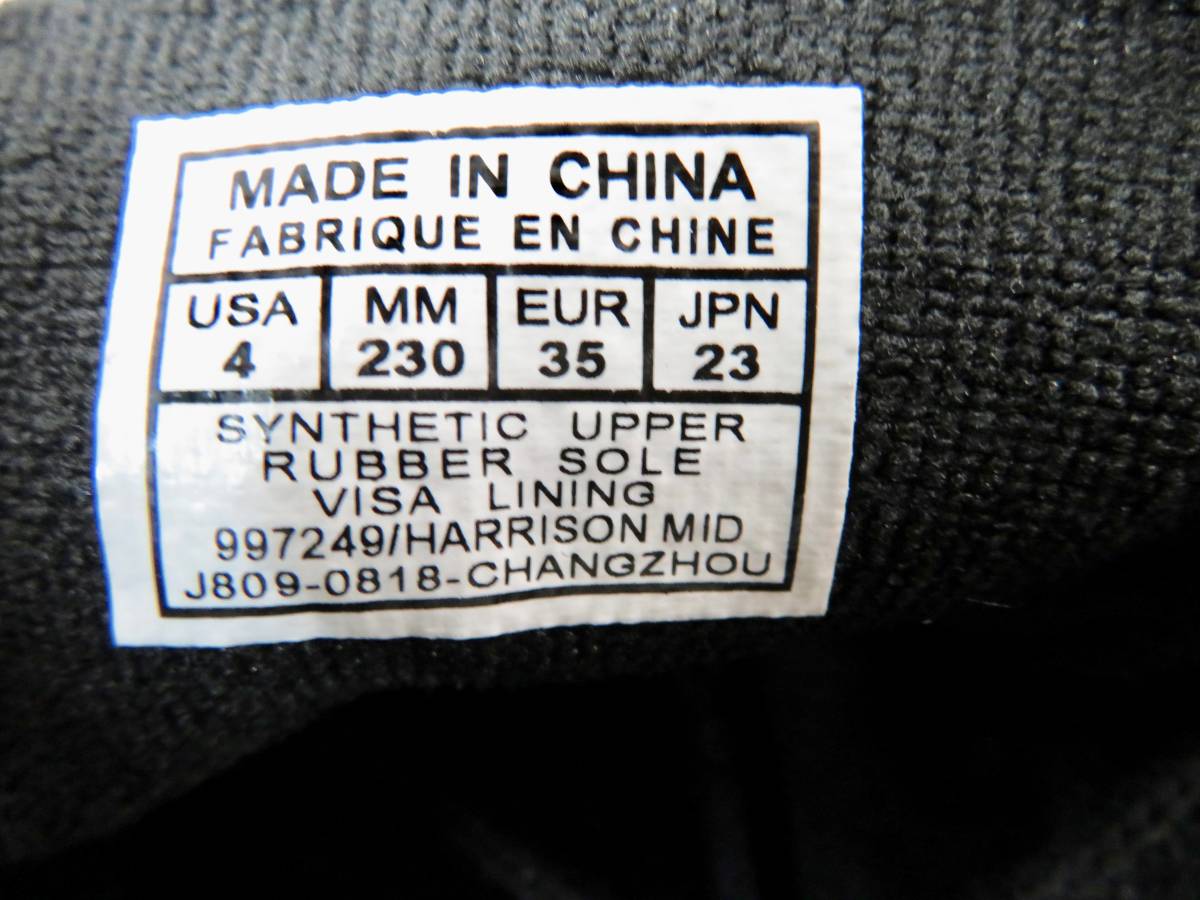 MADE IN CHINA
FABRIQUE EN CHINE
USA MM EUR JPN
4 230 35 23
SYNTHETIC UPPER
RUBBER SOLE
VISA LINING
997249/HARRISON MID
J809-0818-CHANGZHOU